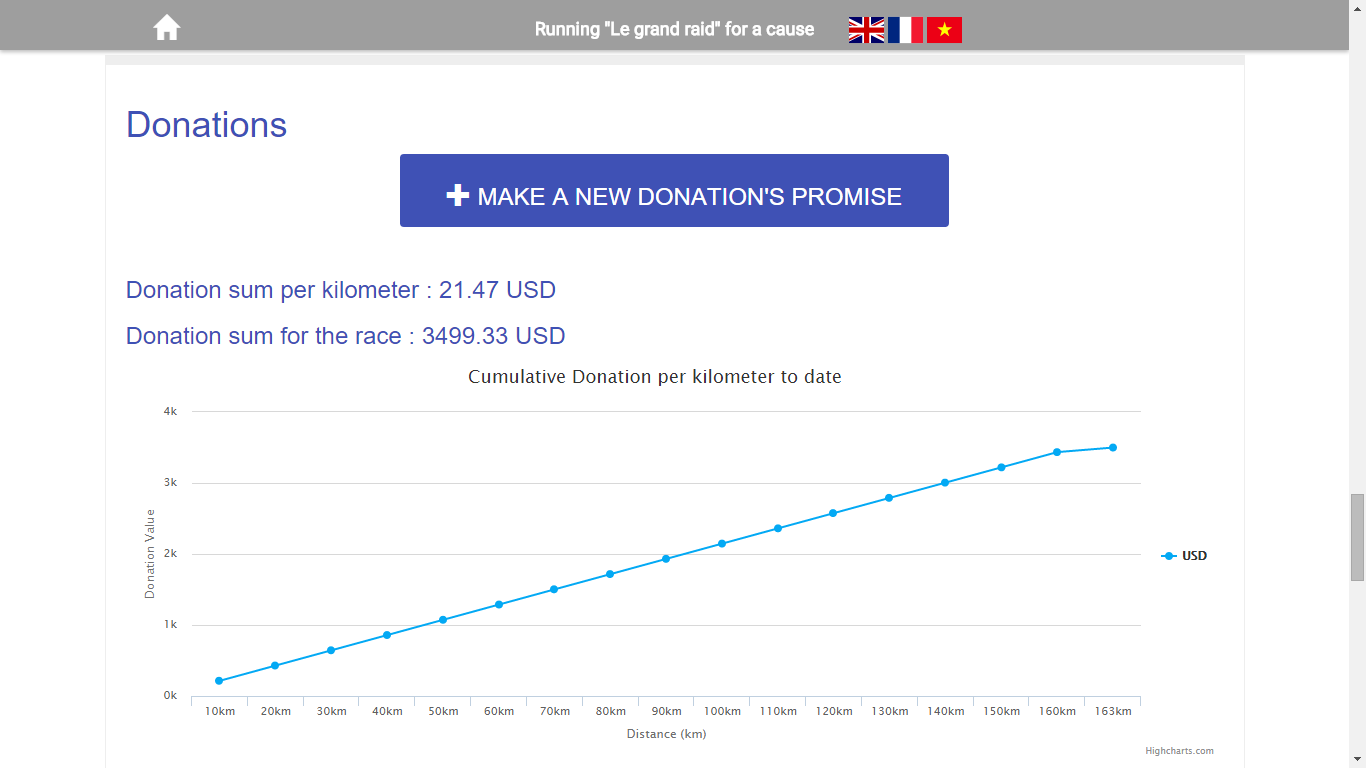 Running "Le grand raid" for a cause
Donations
MAKE A NEW DONATION'S PROMISE
Donation sum per kilometer : 21.47 USD
Donation sum for the race : 3499.33 USD
Cumulative Donation per kilometer to date
4k
3k
2k
1k
0k
Donation Value
USD
10km 20km 30km 40km 50km 60km 70km 80km 90km 100km 110km 120km 130km 140km 150km 160km 163km
Distance (km)
Highcharts.com